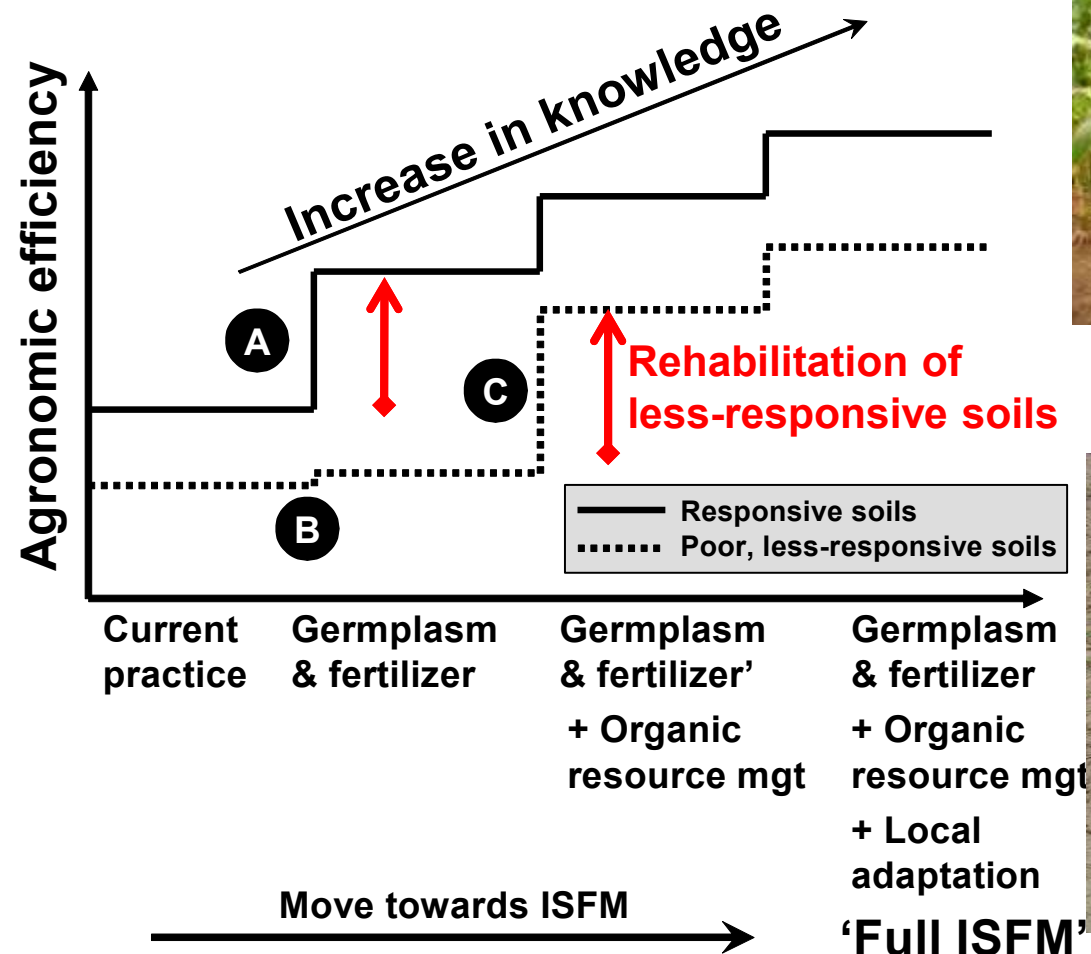 Agronomic efficiency
Increase in knowledge
A
B
C
Rehabilitation of
less-responsive soils
Responsive soils
Poor, less-responsive soils
Current
practice
Germplasm
& fertilizer
Germplasm
& fertilizer’
+ Organic
resource mgt
Germplasm
& fertilizer
+ Organic
resource mgt
+ Local
adaptation
Move towards ISFM
‘Full ISFM’